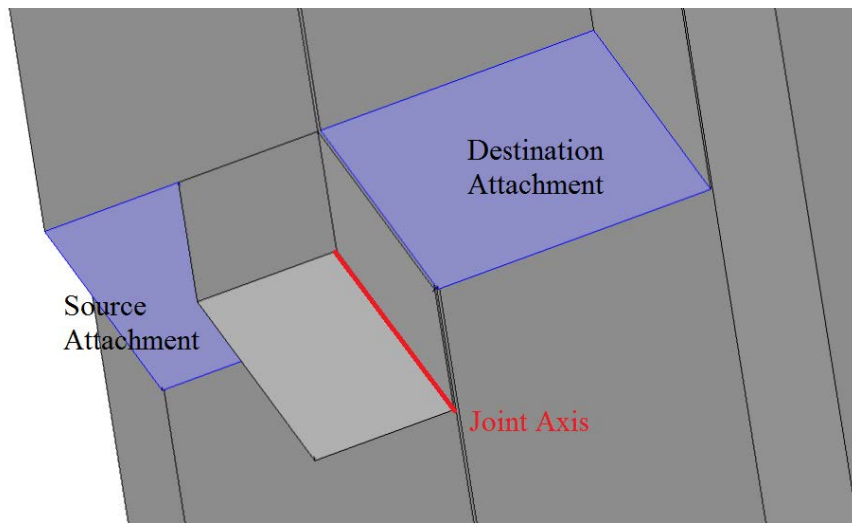 Destination
Attachment
Source
Attachment
Joint Axis